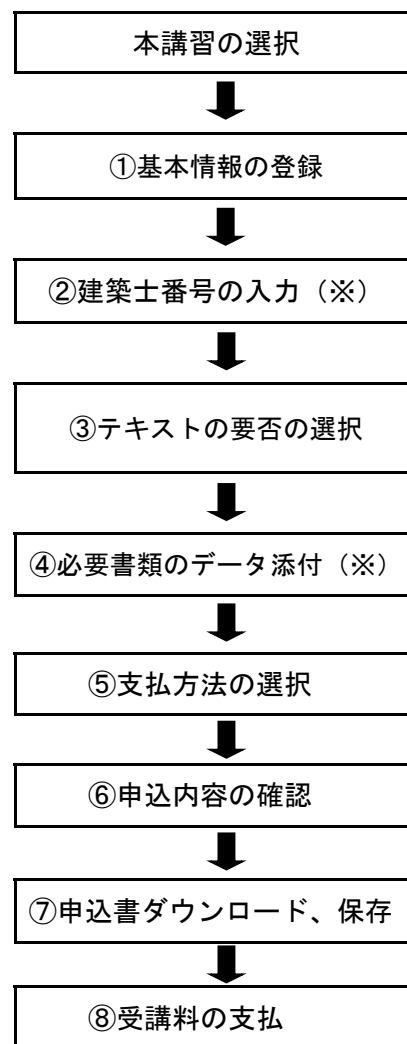 本講習の選択
①基本情報の登録
②建築士番号の入力（※）
③テキストの要否の選択
④必要書類のデータ添付（※）
⑤支払方法の選択
⑥申込内容の確認
⑦申込書ダウンロード、保存
⑧受講料の支払